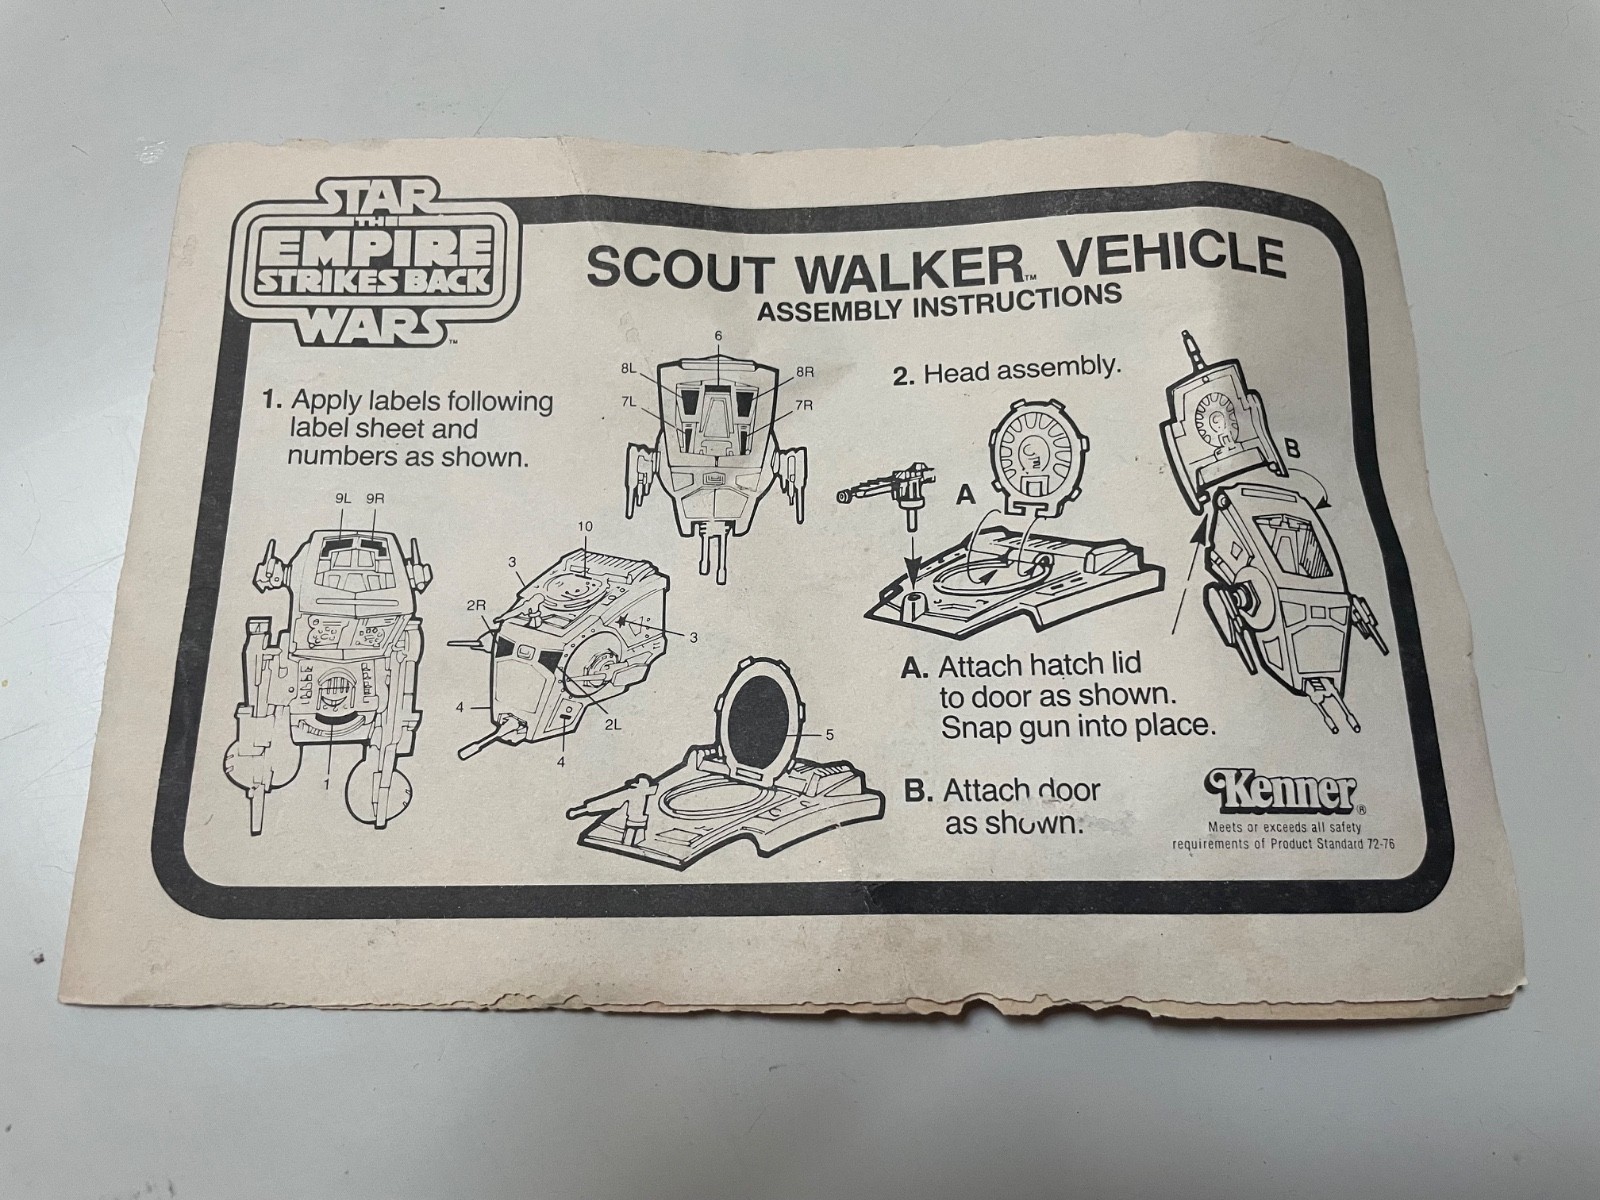 STAR
THE
EMPIRE
STRIKES BACK
WARS™
SCOUT WALKER™ VEHICLE
ASSEMBLY INSTRUCTIONS
1. Apply labels following
label sheet and
numbers as shown.
6
8L
8R
7L
7R
9L 9R
1
10
3
2R
3
4
2L
4
5
2. Head assembly.
A
B
A. Attach hatch lid
to door as shown.
Snap gun into place.
B. Attach door
as shown.
Kenner®
Meets or exceeds all safety
requirements of Product Standard 72-76